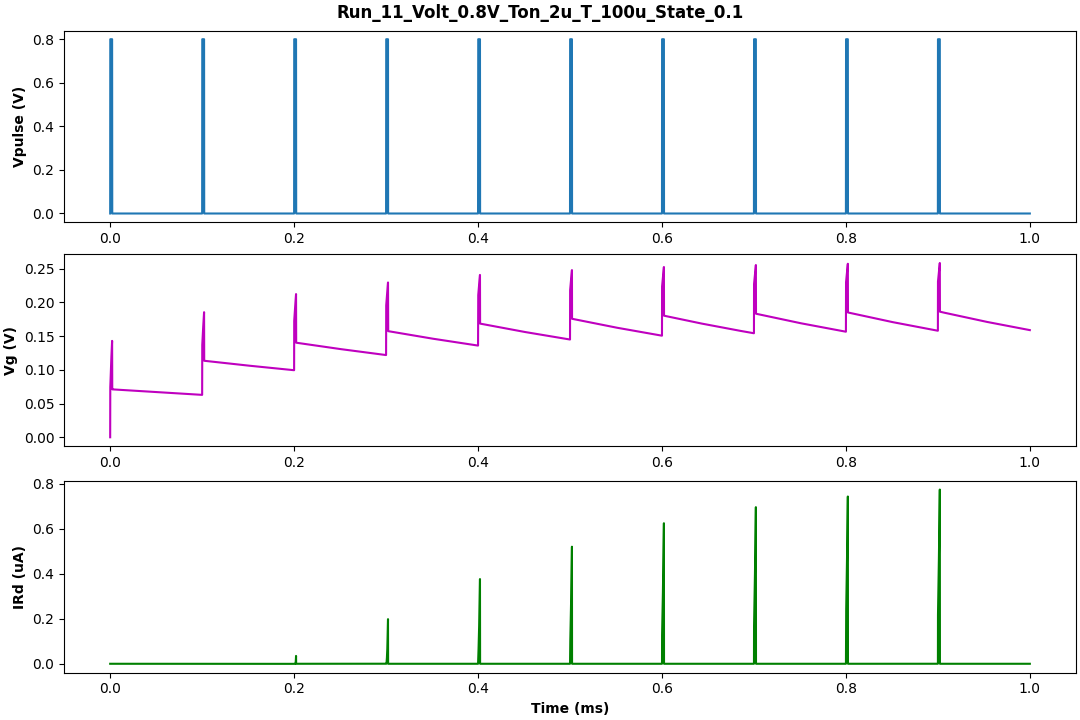 Run_11_Volt_0.8V_Ton_2u_T_100u_State_0.1
0.8
0.6
0.4
0.2
0.0
Vpulse (V)
0.0 0.2 0.4 0.6 0.8 1.0
0.25
0.20
0.15
0.10
0.05
0.00
Vg (V)
0.0 0.2 0.4 0.6 0.8 1.0
0.8
0.6
0.4
0.2
0.0
IRd (uA)
0.0 0.2 0.4 0.6 0.8 1.0
Time (ms)